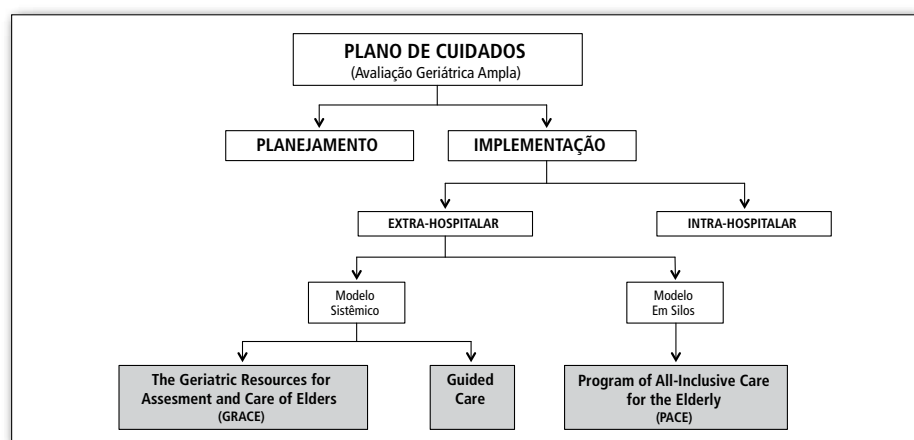 PLANO DE CUIDADOS
(Avaliação Geriátrica Ampla)
PLANEJAMENTO
IMPLEMENTAÇÃO
EXTRA-HOSPITALAR
INTRA-HOSPITALAR
Modelo
Sistêmico
Modelo
Em Silos
The Geriatric Resources for
Assesment and Care of Elders
(GRACE)
Guided
Care
Program of All-Inclusive Care
for the Elderly
(PACE)